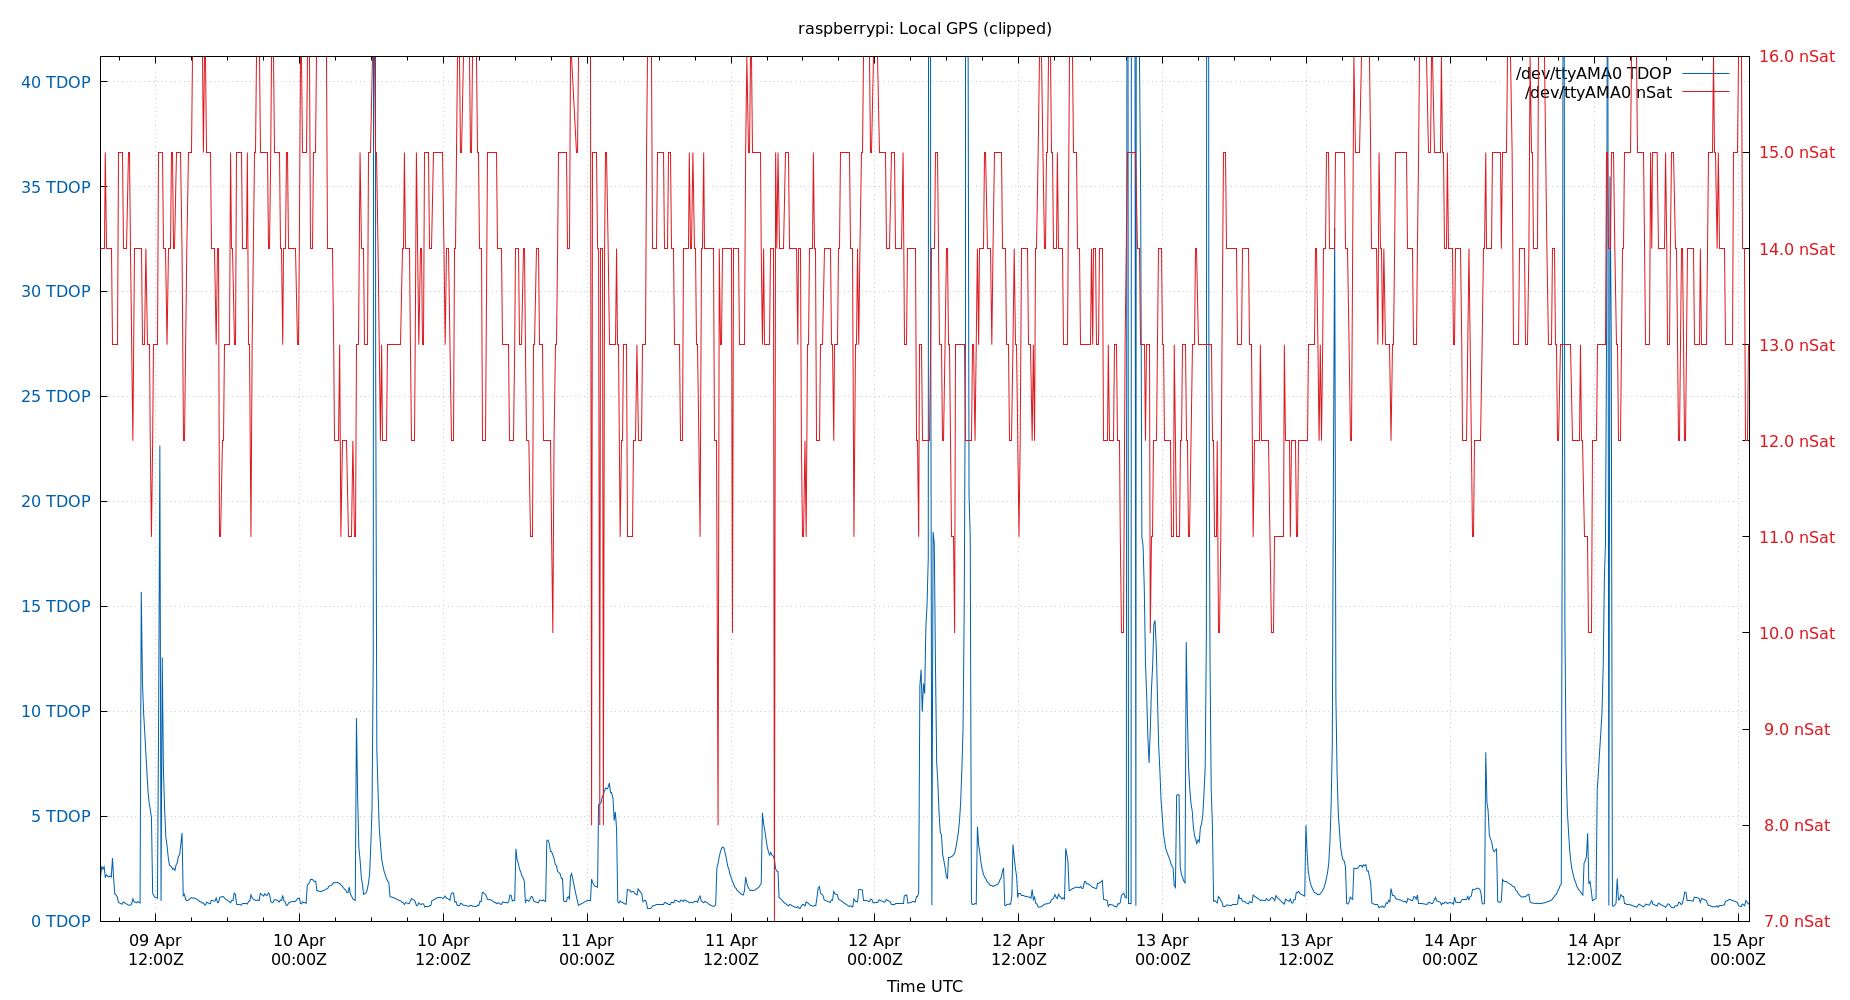 raspberrypi: Local GPS (clipped)
/dev/ttyAMA0 TDOP
/dev/ttyAMA0 nSat
40 TDOP
35 TDOP
30 TDOP
25 TDOP
20 TDOP
15 TDOP
10 TDOP
5 TDOP
0 TDOP
16.0 nSat
15.0 nSat
14.0 nSat
13.0 nSat
12.0 nSat
11.0 nSat
10.0 nSat
9.0 nSat
8.0 nSat
7.0 nSat
09 Apr
12:00Z
10 Apr
00:00Z
10 Apr
12:00Z
11 Apr
00:00Z
11 Apr
12:00Z
12 Apr
00:00Z
12 Apr
12:00Z
13 Apr
00:00Z
13 Apr
12:00Z
14 Apr
00:00Z
14 Apr
12:00Z
15 Apr
00:00Z
Time UTC